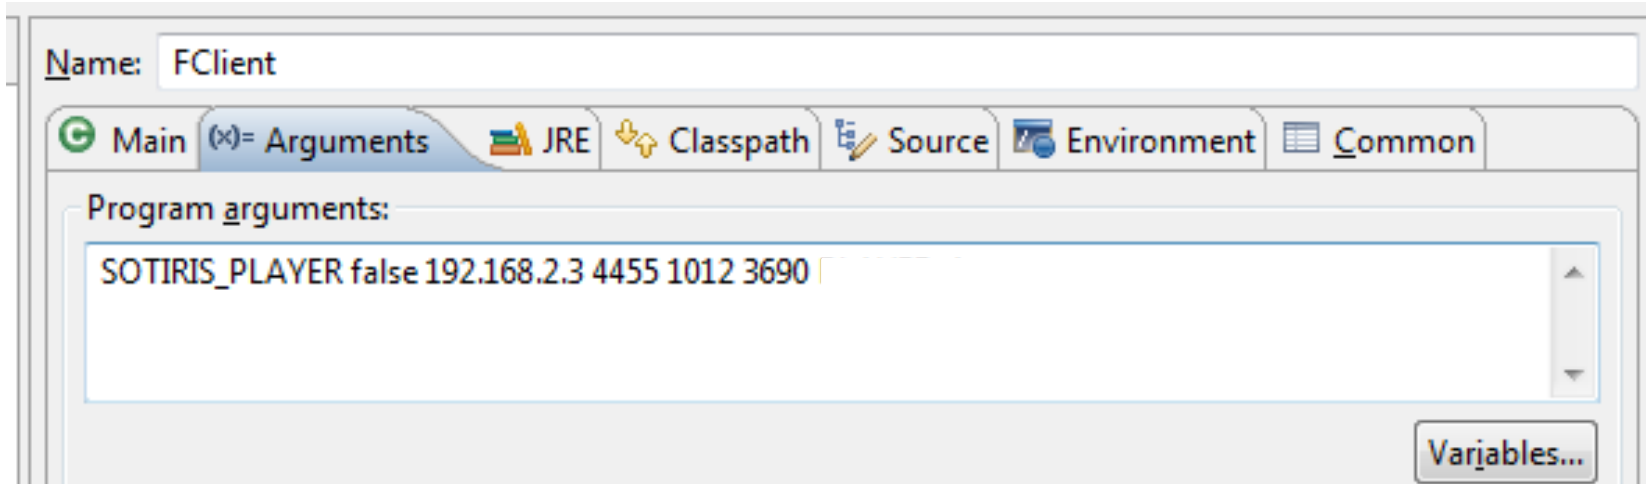 Name: FClient
Main (x)= Arguments JRE Classpath Source Environment Common
Program arguments:
SOTIRIS_PLAYER false 192.168.2.3 4455 1012 3690
Variables...